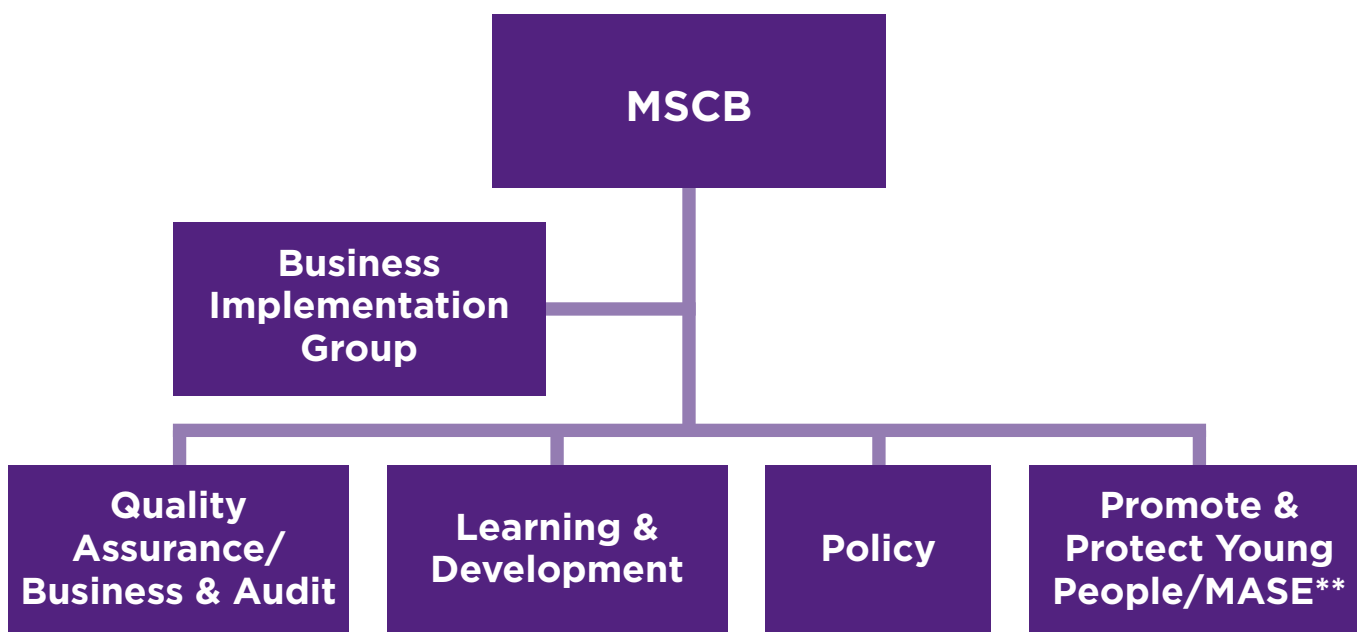 MSCB
Business
Implementation
Group
Quality
Assurance/
Business & Audit
Learning &
Development
Policy
Promote &
Protect Young
People/MASE**